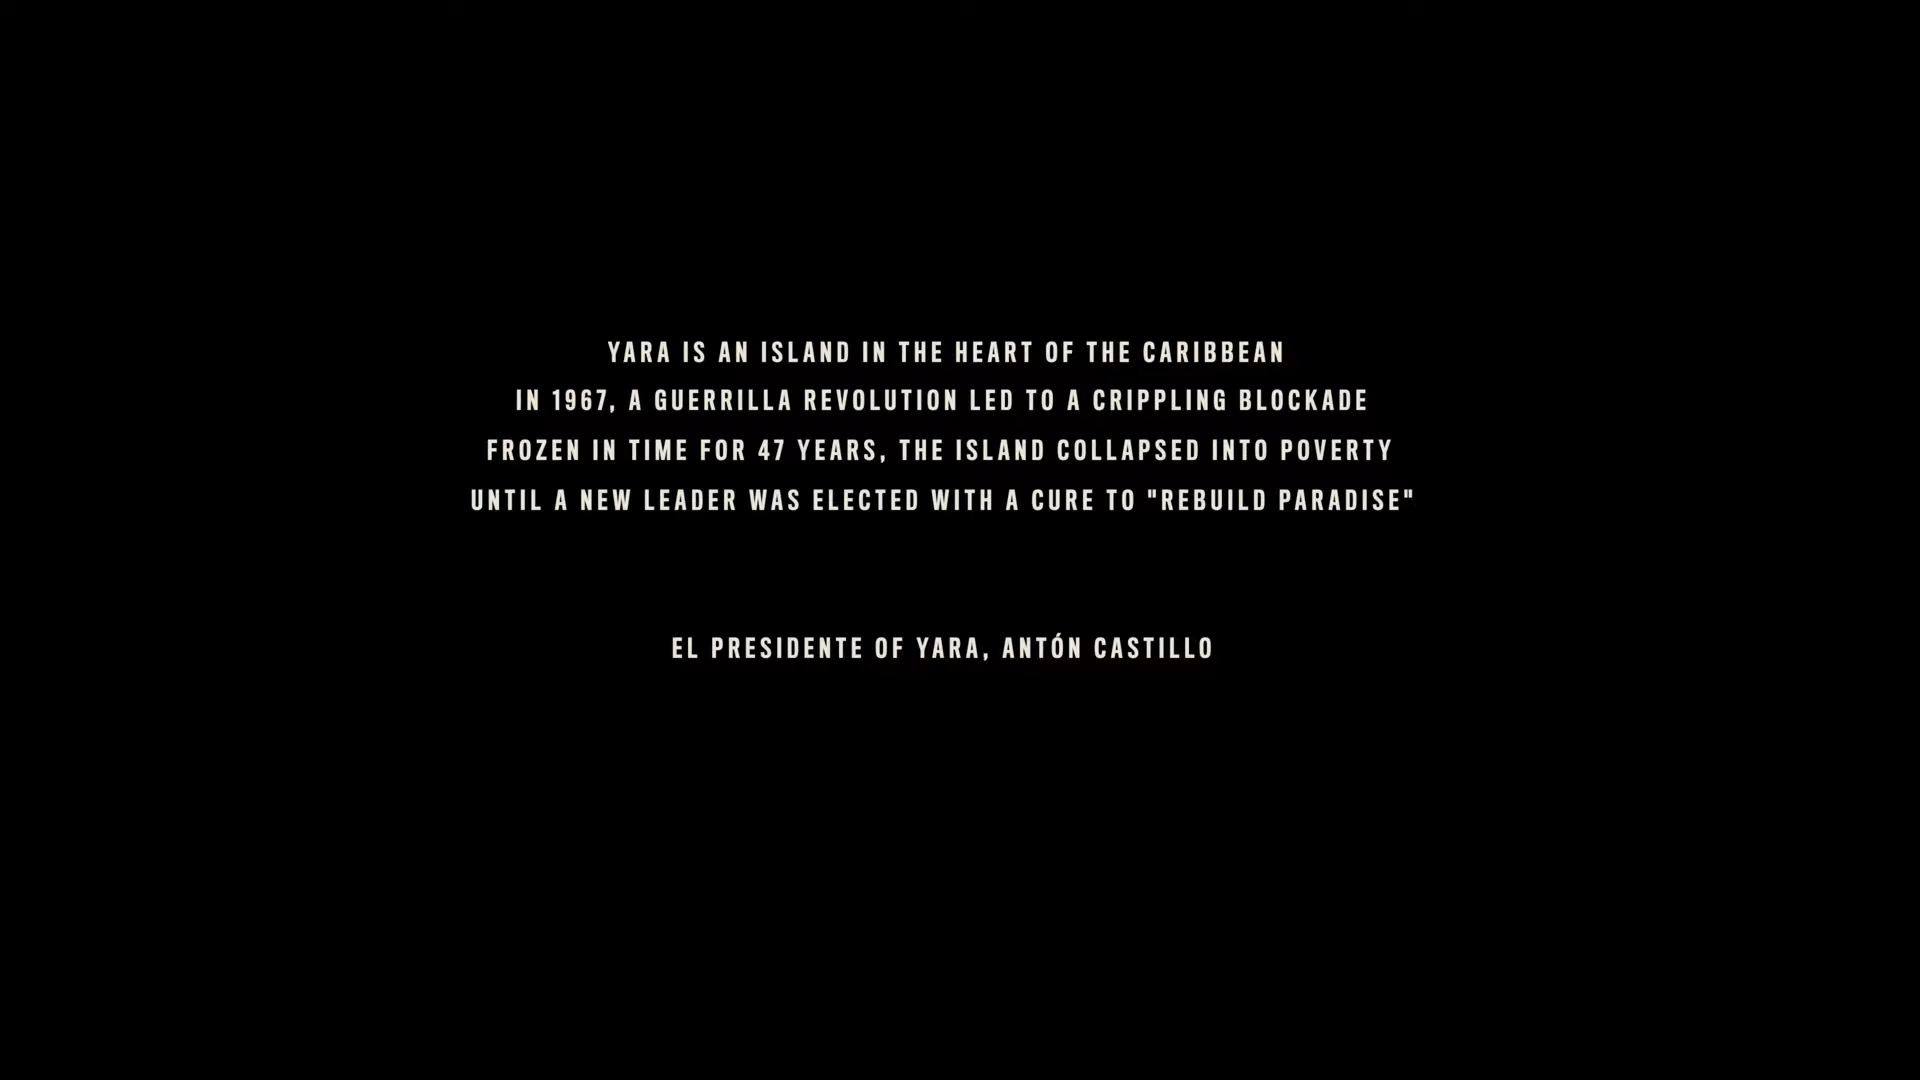 YARA IS AN ISLAND IN THE HEART OF THE CARIBBEAN
IN 1967, A GUERRILLA REVOLUTION LED TO A CRIPPLING BLOCKADE
FROZEN IN TIME FOR 47 YEARS, THE ISLAND COLLAPSED INTO POVERTY
UNTIL A NEW LEADER WAS ELECTED WITH A CURE TO "REBUILD PARADISE"
EL PRESIDENTE OF YARA, ANTÓN CASTILLO